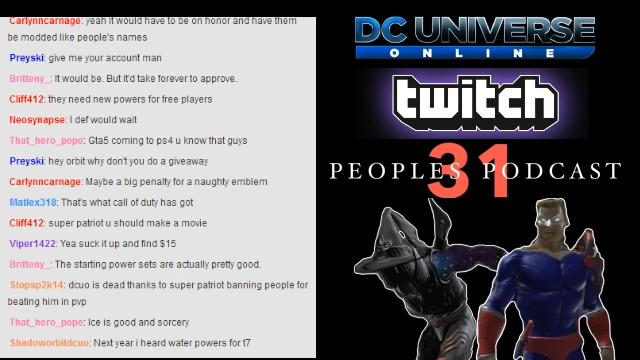 Carlynncarnage: yeah it would have to be on honor and have them
be modded like people's names
Preyski: give me your account man
Britteny_: It would be. But it'd take forever to approve.
Cliff412: they need new powers for free players
Neosynapse: I def would wait
That_hero_pepe: Gta5 coming to ps4 u know that guys
Preyski: hey orbit why don't you do a giveaway
Carlynncarnage: Maybe a big penalty for a naughty emblem
Matlex318: That's what call of duty has got
Cliff412: super patriot u should make a movie
Viper1422: Yea suck it up and find $15
Britteny_: The starting power sets are actually pretty good.
Stopsp2k14: dcuo is dead thanks to super patriot banning people for
beating him in pvp
That_hero_pepe: Ice is good and sorcery
Shadoworbitdcuo: Next year i heard water powers for t7
DC UNIVERSE
ONLINE
twitch
PEOPLES PODCAST
31